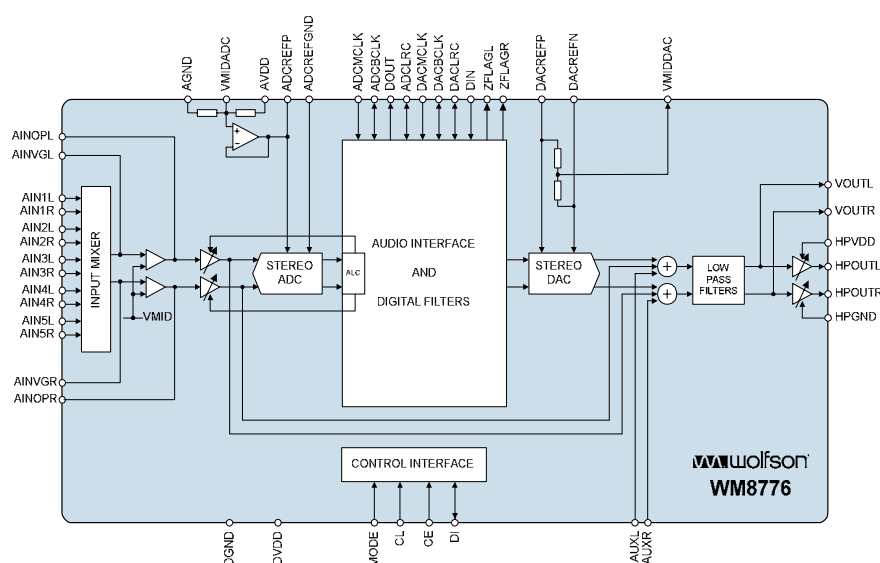 AGND
VMIDADC
AVDD
ADCREFP
ADCREFGND
ADCMCLK
ADCBCLK
DOUT
ADCLRC
DACMCLK
DACBCLK
DACLRC
DIN
ZFLAGL
ZFLAGR
DACREFP
DACREFN
VMIDDAC
AINOPL
AINVGL
AIN1L
AIN1R
AIN2L
AIN2R
AIN3L
AIN3R
AIN4L
AIN4R
AIN5L
AIN5R
AINVGR
AINOPR
INPUT MIXER
VMID
+
-
STEREO
ADC
ALC
AUDIO INTERFACE
AND
DIGITAL FILTERS
STEREO
DAC
+
+
LOW
PASS
FILTERS
VOUTL
VOUTR
HPVDD
HPOUTL
HPOUTR
HPGND
CONTROL INTERFACE
wolfson
WM8776
DGND
DVDD
MODE
CL
CE
DI
AUXL
AUXR